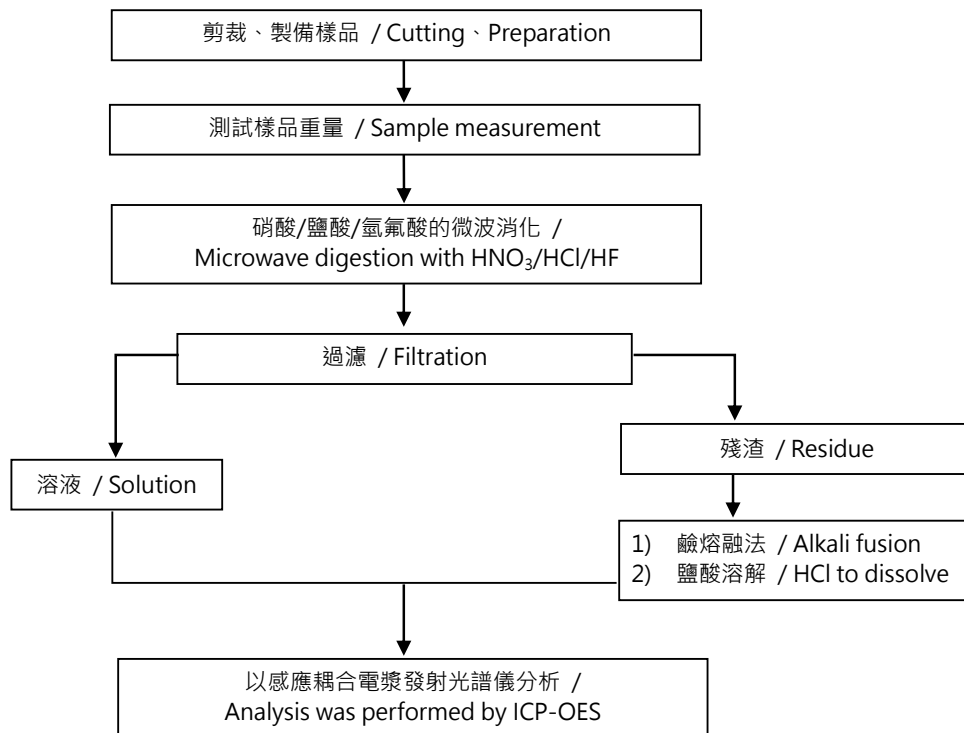 剪裁、製備樣品 / Cutting、Preparation
測試樣品重量 / Sample measurement
硝酸/鹽酸/氫氟酸的微波消化 /
Microwave digestion with HNO₃/HCl/HF
過濾 / Filtration
殘渣 / Residue
溶液 / Solution
1) 鹼熔融法 / Alkali fusion
2) 鹽酸溶解 / HCl to dissolve
以感應耦合電漿發射光譜儀分析 /
Analysis was performed by ICP-OES